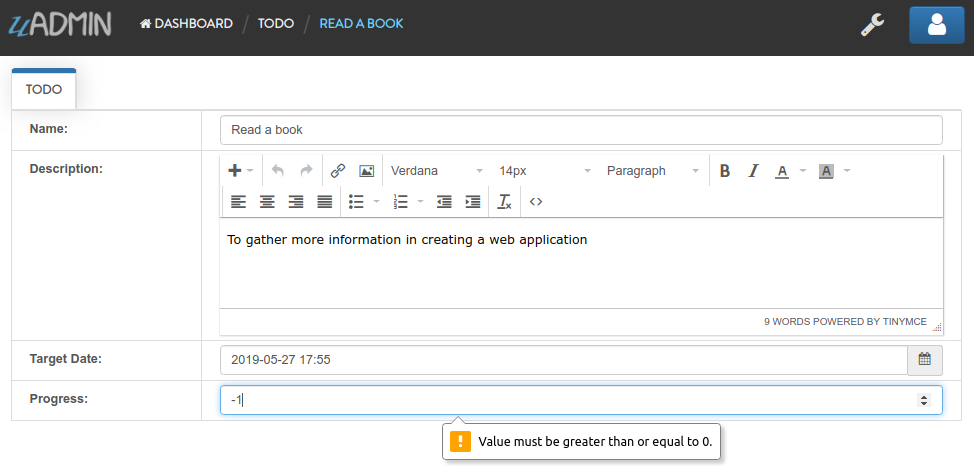 uADMIN DASHBOARD / TODO / READ A BOOK
TODO
Name: Read a book
Description:
Verdana 14px Paragraph B I A A
To gather more information in creating a web application
9 WORDS POWERED BY TINYMCE
Target Date: 2019-05-27 17:55
Progress: -1
! Value must be greater than or equal to 0.